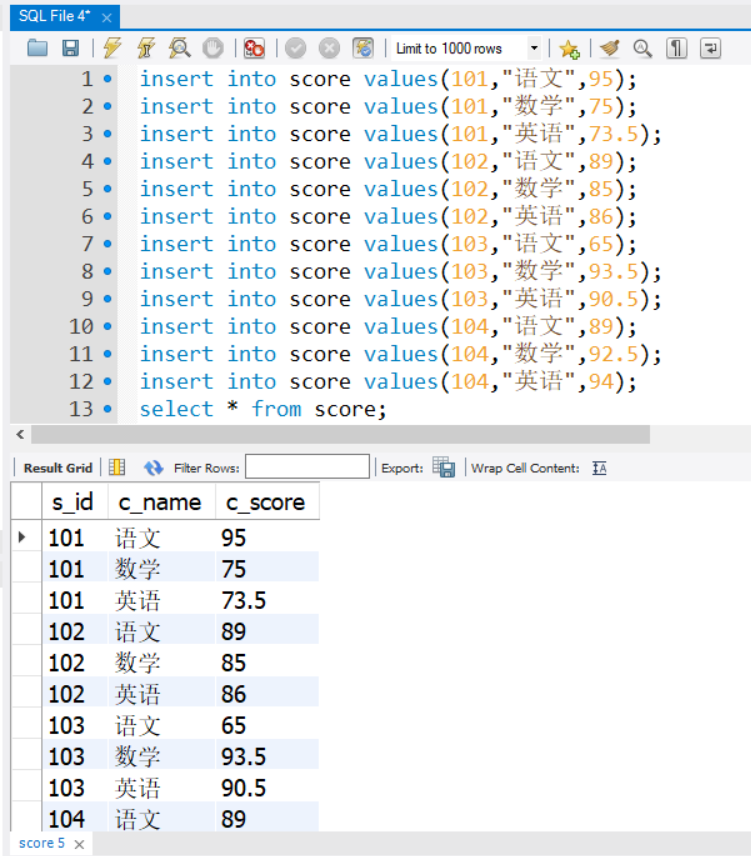 SQL File 4*
Limit to 1000 rows
1 insert into score values(101,"语文",95);
2 insert into score values(101,"数学",75);
3 insert into score values(101,"英语",73.5);
4 insert into score values(102,"语文",89);
5 insert into score values(102,"数学",85);
6 insert into score values(102,"英语",86);
7 insert into score values(103,"语文",65);
8 insert into score values(103,"数学",93.5);
9 insert into score values(103,"英语",90.5);
10 insert into score values(104,"语文",89);
11 insert into score values(104,"数学",92.5);
12 insert into score values(104,"英语",94);
13 select * from score;
Result Grid Filter Rows: Export: Wrap Cell Content: IA
s_id c_name c_score
101 语文 95
101 数学 75
101 英语 73.5
102 语文 89
102 数学 85
102 英语 86
103 语文 65
103 数学 93.5
103 英语 90.5
104 语文 89
score 5